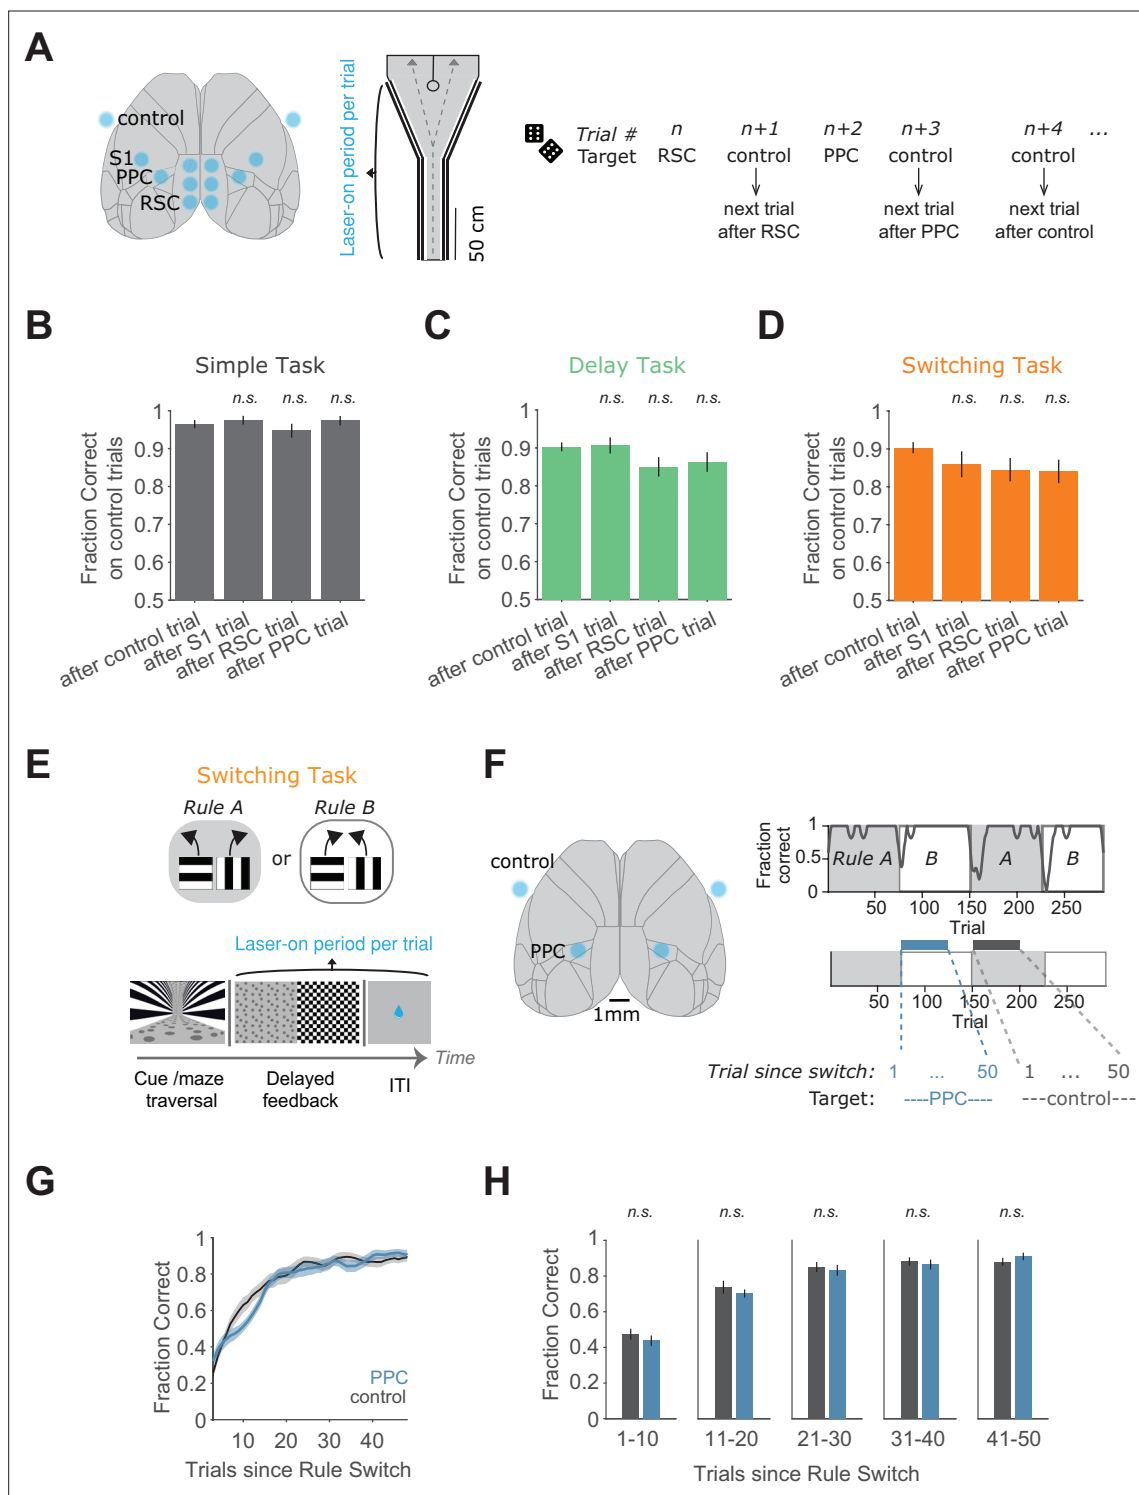 A
control
S1
PPC
RSC
Laser-on period per trial
50 cm
Trial # n n+1 n+2 n+3 n+4 ...
Target RSC control PPC control control
next trial after RSC
next trial after PPC
next trial after control
B
Simple Task
n.s. n.s. n.s.
Fraction Correct
on control trials
1
0.9
0.8
0.7
0.6
0.5
after control trial
after S1 trial
after RSC trial
after PPC trial
C
Delay Task
n.s. n.s. n.s.
Fraction Correct
on control trials
1
0.9
0.8
0.7
0.6
0.5
after control trial
after S1 trial
after RSC trial
after PPC trial
D
Switching Task
n.s. n.s. n.s.
Fraction Correct
on control trials
1
0.9
0.8
0.7
0.6
0.5
after control trial
after S1 trial
after RSC trial
after PPC trial
E
Switching Task
Rule A Rule B
or
Laser-on period per trial
Time
Cue /maze
traversal
Delayed
feedback
ITI
F
control
PPC
1mm
Fraction
correct
1
0.5
0
Rule A B A B
50 100 150 200 250
Trial
50 100 150 200 250
Trial
Trial since switch: 1 ... 50 1 ... 50
Target: ----PPC---- ---control---
G
Fraction Correct
1
0.8
0.6
0.4
0.2
0
PPC
control
10 20 30 40
Trials since Rule Switch
H
n.s. n.s. n.s. n.s. n.s.
Fraction Correct
1
0.8
0.6
0.4
0.2
0
1-10 11-20 21-30 31-40 41-50
Trials since Rule Switch